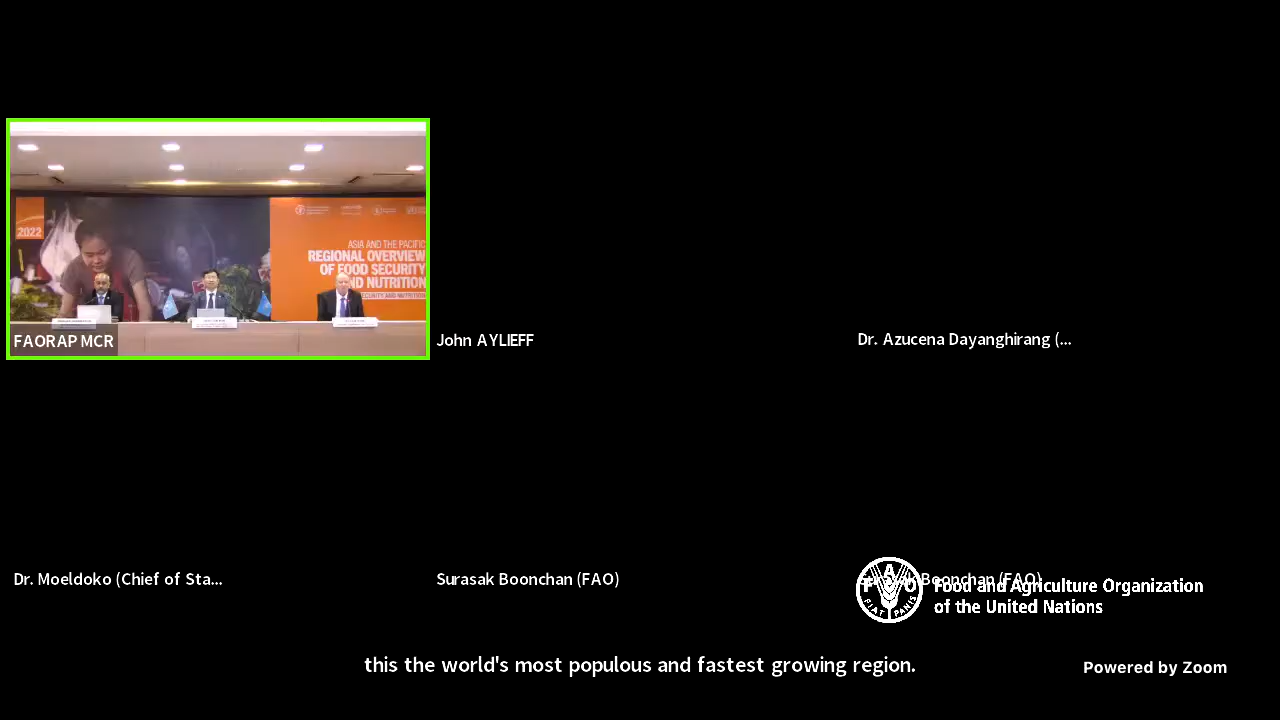 2022
ASIA AND THE PACIFIC
REGIONAL OVERVIEW
OF FOOD SECURITY
AND NUTRITION
FAORAP MCR
John AYLIEFF
Dr. Azucena Dayanghirang (...
Dr. Moeldoko (Chief of Sta...
Surasak Boonchan (FAO)
Surasak Boonchan (FAO)
FAO
FIAT PANIS
Food and Agriculture Organization
of the United Nations
this the world's most populous and fastest growing region.
Powered by Zoom